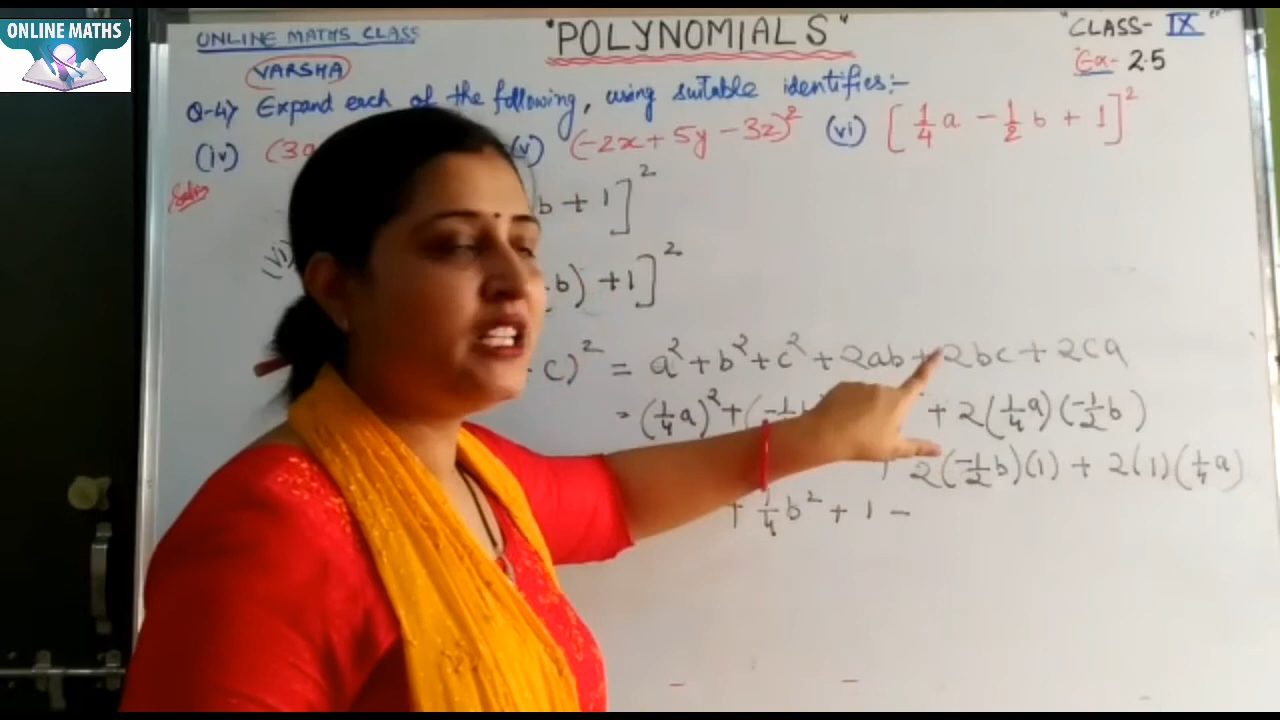 ONLINE MATHS
ONLINE MATHS CLASS
"POLYNOMIALS"
"CLASS- IX"
VARSHA
Ex- 2.5
Q-4) Expand each of the following, using suitable identifies:-
(iv) (3a (v) (-2x + 5y - 3z)² (vi) [1/4 a - 1/2 b + 1]²
Soln
b + 1]²
(vi)
b) + 1]²
c)² = a² + b² + c² + 2ab + 2bc + 2ca
= (1/4 a)² + (-1/2 b + 2(1/4 a)(-1/2 b)
+ 2(-1/2 b)(1) + 2(1)(1/4 a)
+ 1/4 b² + 1 -